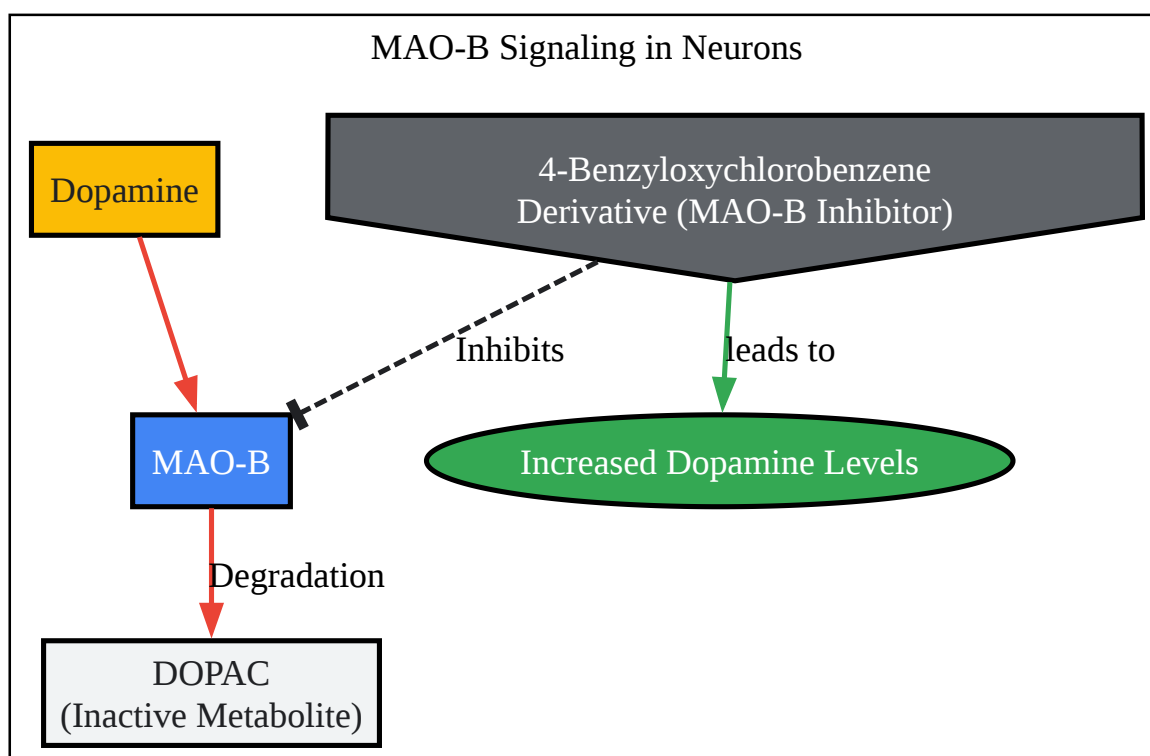 MAO-B Signaling in Neurons
Dopamine
4-Benzyloxychlorobenzene
Derivative (MAO-B Inhibitor)
Inhibits
leads to
MAO-B
Increased Dopamine Levels
Degradation
DOPAC
(Inactive Metabolite)